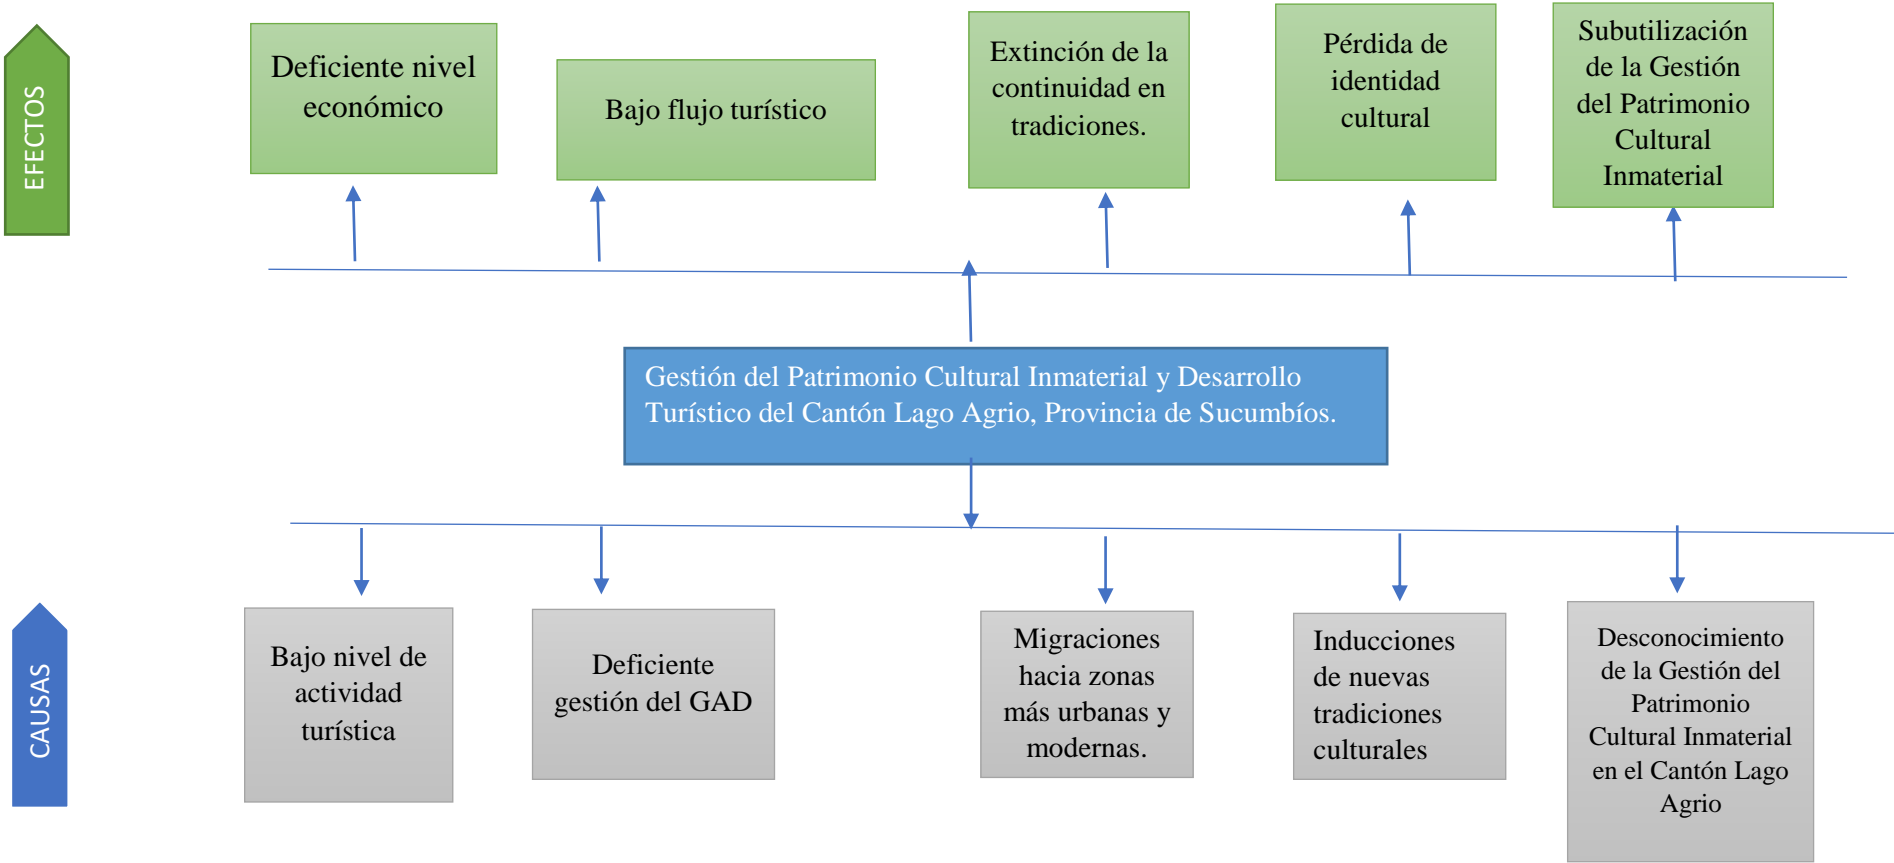 EFECTOS
Deficiente nivel
económico
Bajo flujo turístico
Extinción de la
continuidad en
tradiciones.
Pérdida de
identidad
cultural
Subutilización
de la Gestión
del Patrimonio
Cultural
Inmaterial
Gestión del Patrimonio Cultural Inmaterial y Desarrollo
Turístico del Cantón Lago Agrio, Provincia de Sucumbíos.
CAUSAS
Bajo nivel de
actividad
turística
Deficiente
gestión del GAD
Migraciones
hacia zonas
más urbanas y
modernas.
Inducciones
de nuevas
tradiciones
culturales
Desconocimiento
de la Gestión del
Patrimonio
Cultural Inmaterial
en el Cantón Lago
Agrio